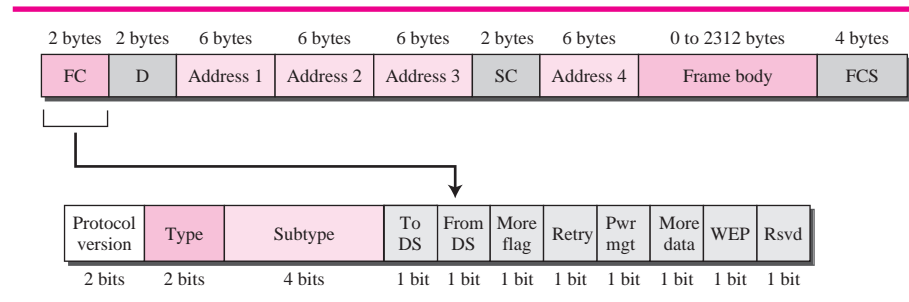 2 bytes 2 bytes 6 bytes 6 bytes 6 bytes 2 bytes 6 bytes 0 to 2312 bytes 4 bytes
FC D Address 1 Address 2 Address 3 SC Address 4 Frame body FCS
Protocol version Type Subtype To DS From DS More flag Retry Pwr mgt More data WEP Rsvd
2 bits 2 bits 4 bits 1 bit 1 bit 1 bit 1 bit 1 bit 1 bit 1 bit 1 bit